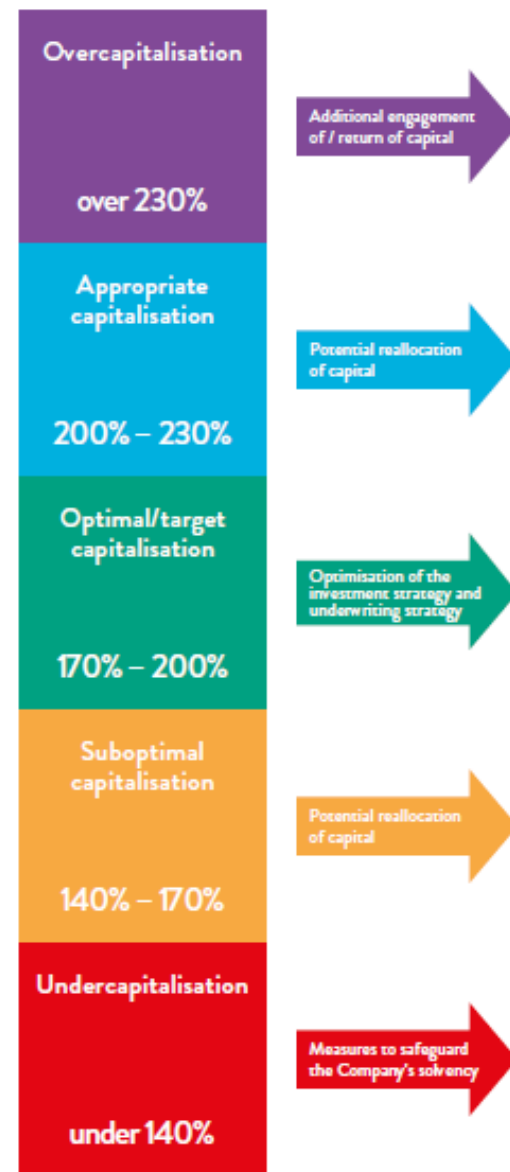 Overcapitalisation
over 230%
Additional engagement
of / return of capital
Appropriate
capitalisation
200% – 230%
Potential reallocation
of capital
Optimal/target
capitalisation
170% – 200%
Optimisation of the
investment strategy and
underwriting strategy
Suboptimal
capitalisation
140% – 170%
Potential reallocation
of capital
Undercapitalisation
under 140%
Measures to safeguard
the Company's solvency